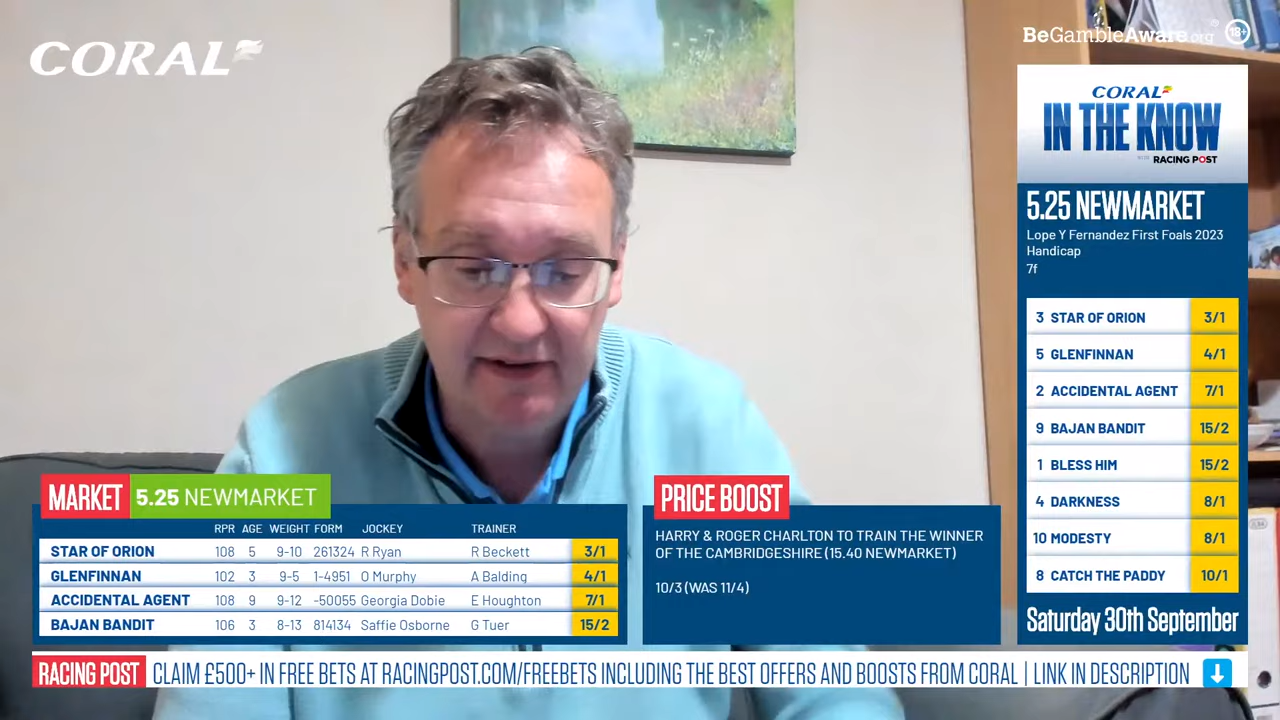 CORAL
BeGambleAware.org® 18+
CORAL
IN THE KNOW
WITH RACING POST
5.25 NEWMARKET
Lope Y Fernandez First Foals 2023
Handicap
7f
3 STAR OF ORION 3/1
5 GLENFINNAN 4/1
2 ACCIDENTAL AGENT 7/1
9 BAJAN BANDIT 15/2
1 BLESS HIM 15/2
4 DARKNESS 8/1
10 MODESTY 8/1
8 CATCH THE PADDY 10/1
Saturday 30th September
MARKET 5.25 NEWMARKET
RPR AGE WEIGHT FORM JOCKEY TRAINER
STAR OF ORION 108 5 9-10 261324 R Ryan R Beckett 3/1
GLENFINNAN 102 3 9-5 1-4951 O Murphy A Balding 4/1
ACCIDENTAL AGENT 108 9 9-12 -50055 Georgia Dobie E Houghton 7/1
BAJAN BANDIT 106 3 8-13 814134 Saffie Osborne G Tuer 15/2
PRICE BOOST
HARRY & ROGER CHARLTON TO TRAIN THE WINNER
OF THE CAMBRIDGESHIRE (15.40 NEWMARKET)
10/3 (WAS 11/4)
RACING POST CLAIM £500+ IN FREE BETS AT RACINGPOST.COM/FREEBETS INCLUDING THE BEST OFFERS AND BOOSTS FROM CORAL | LINK IN DESCRIPTION